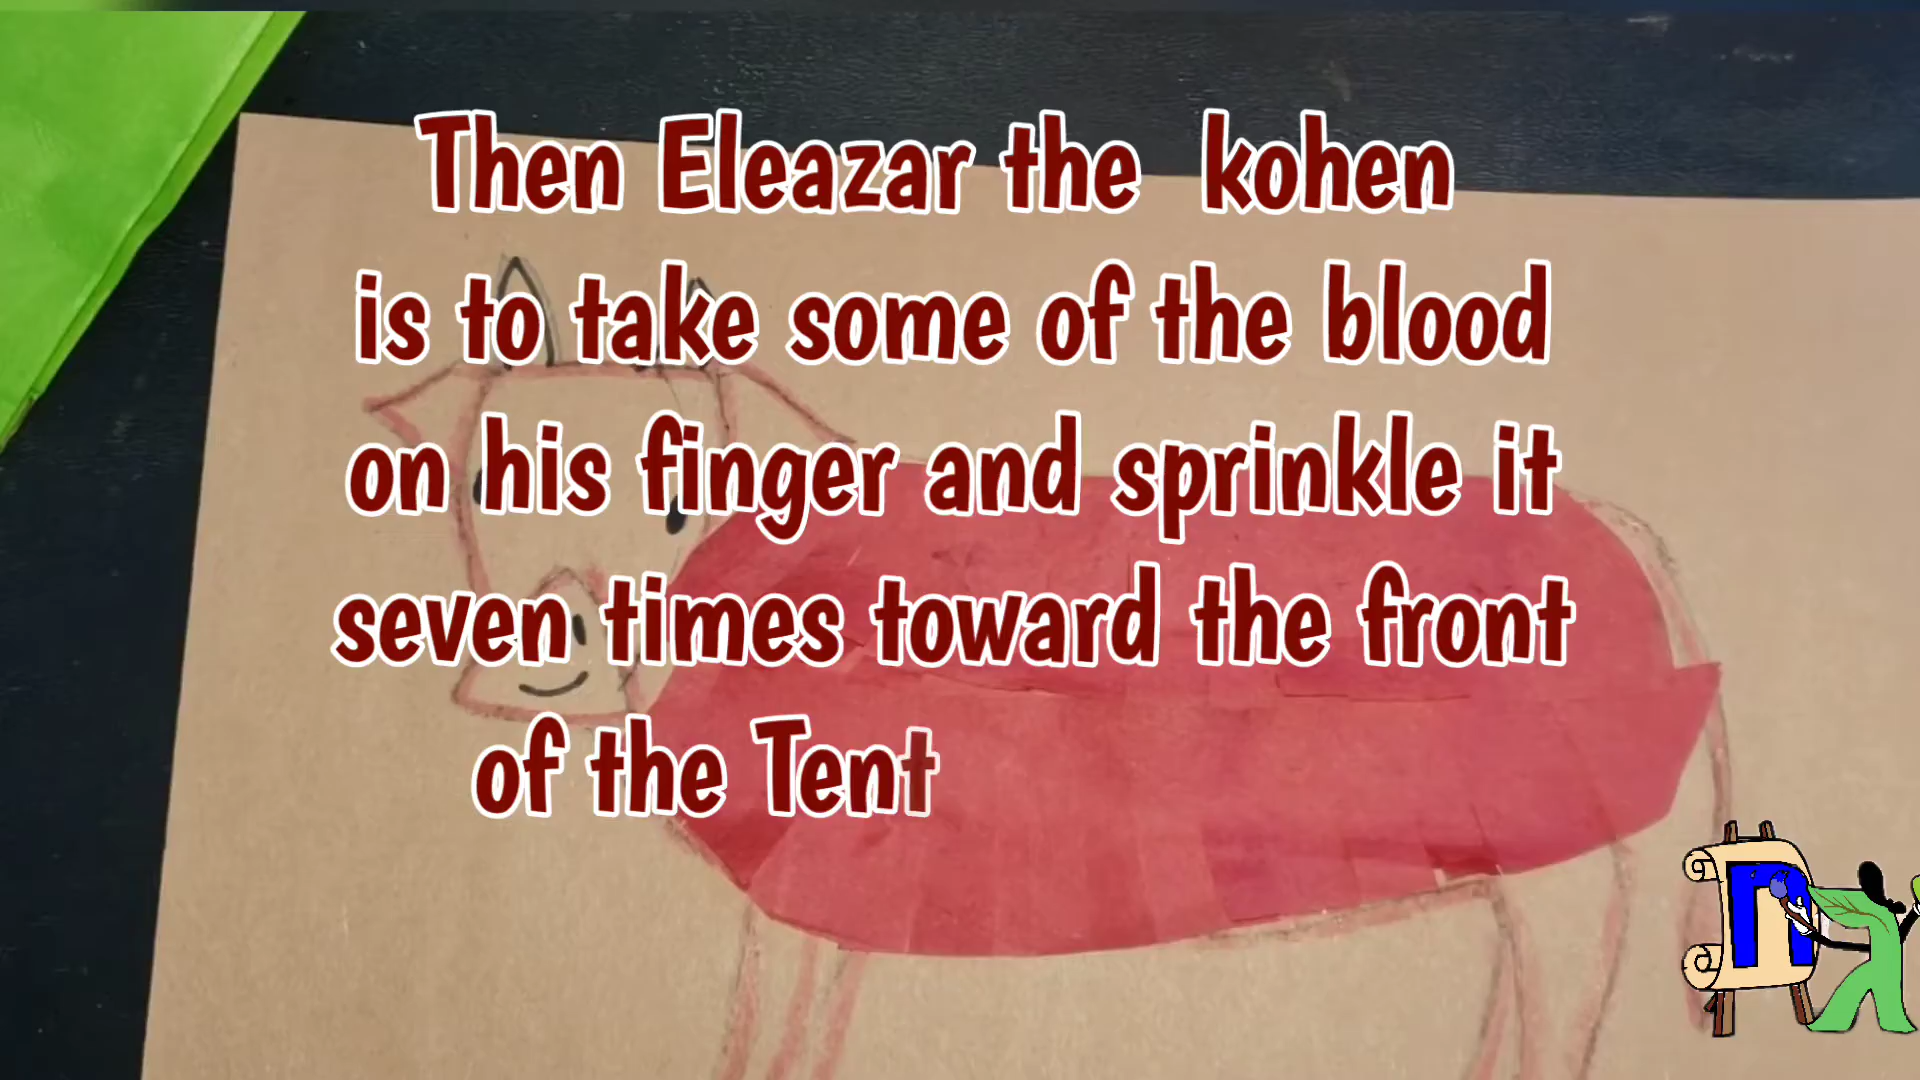 Then Eleazar the kohen
is to take some of the blood
on his finger and sprinkle it
seven times toward the front
of the Tent
ת